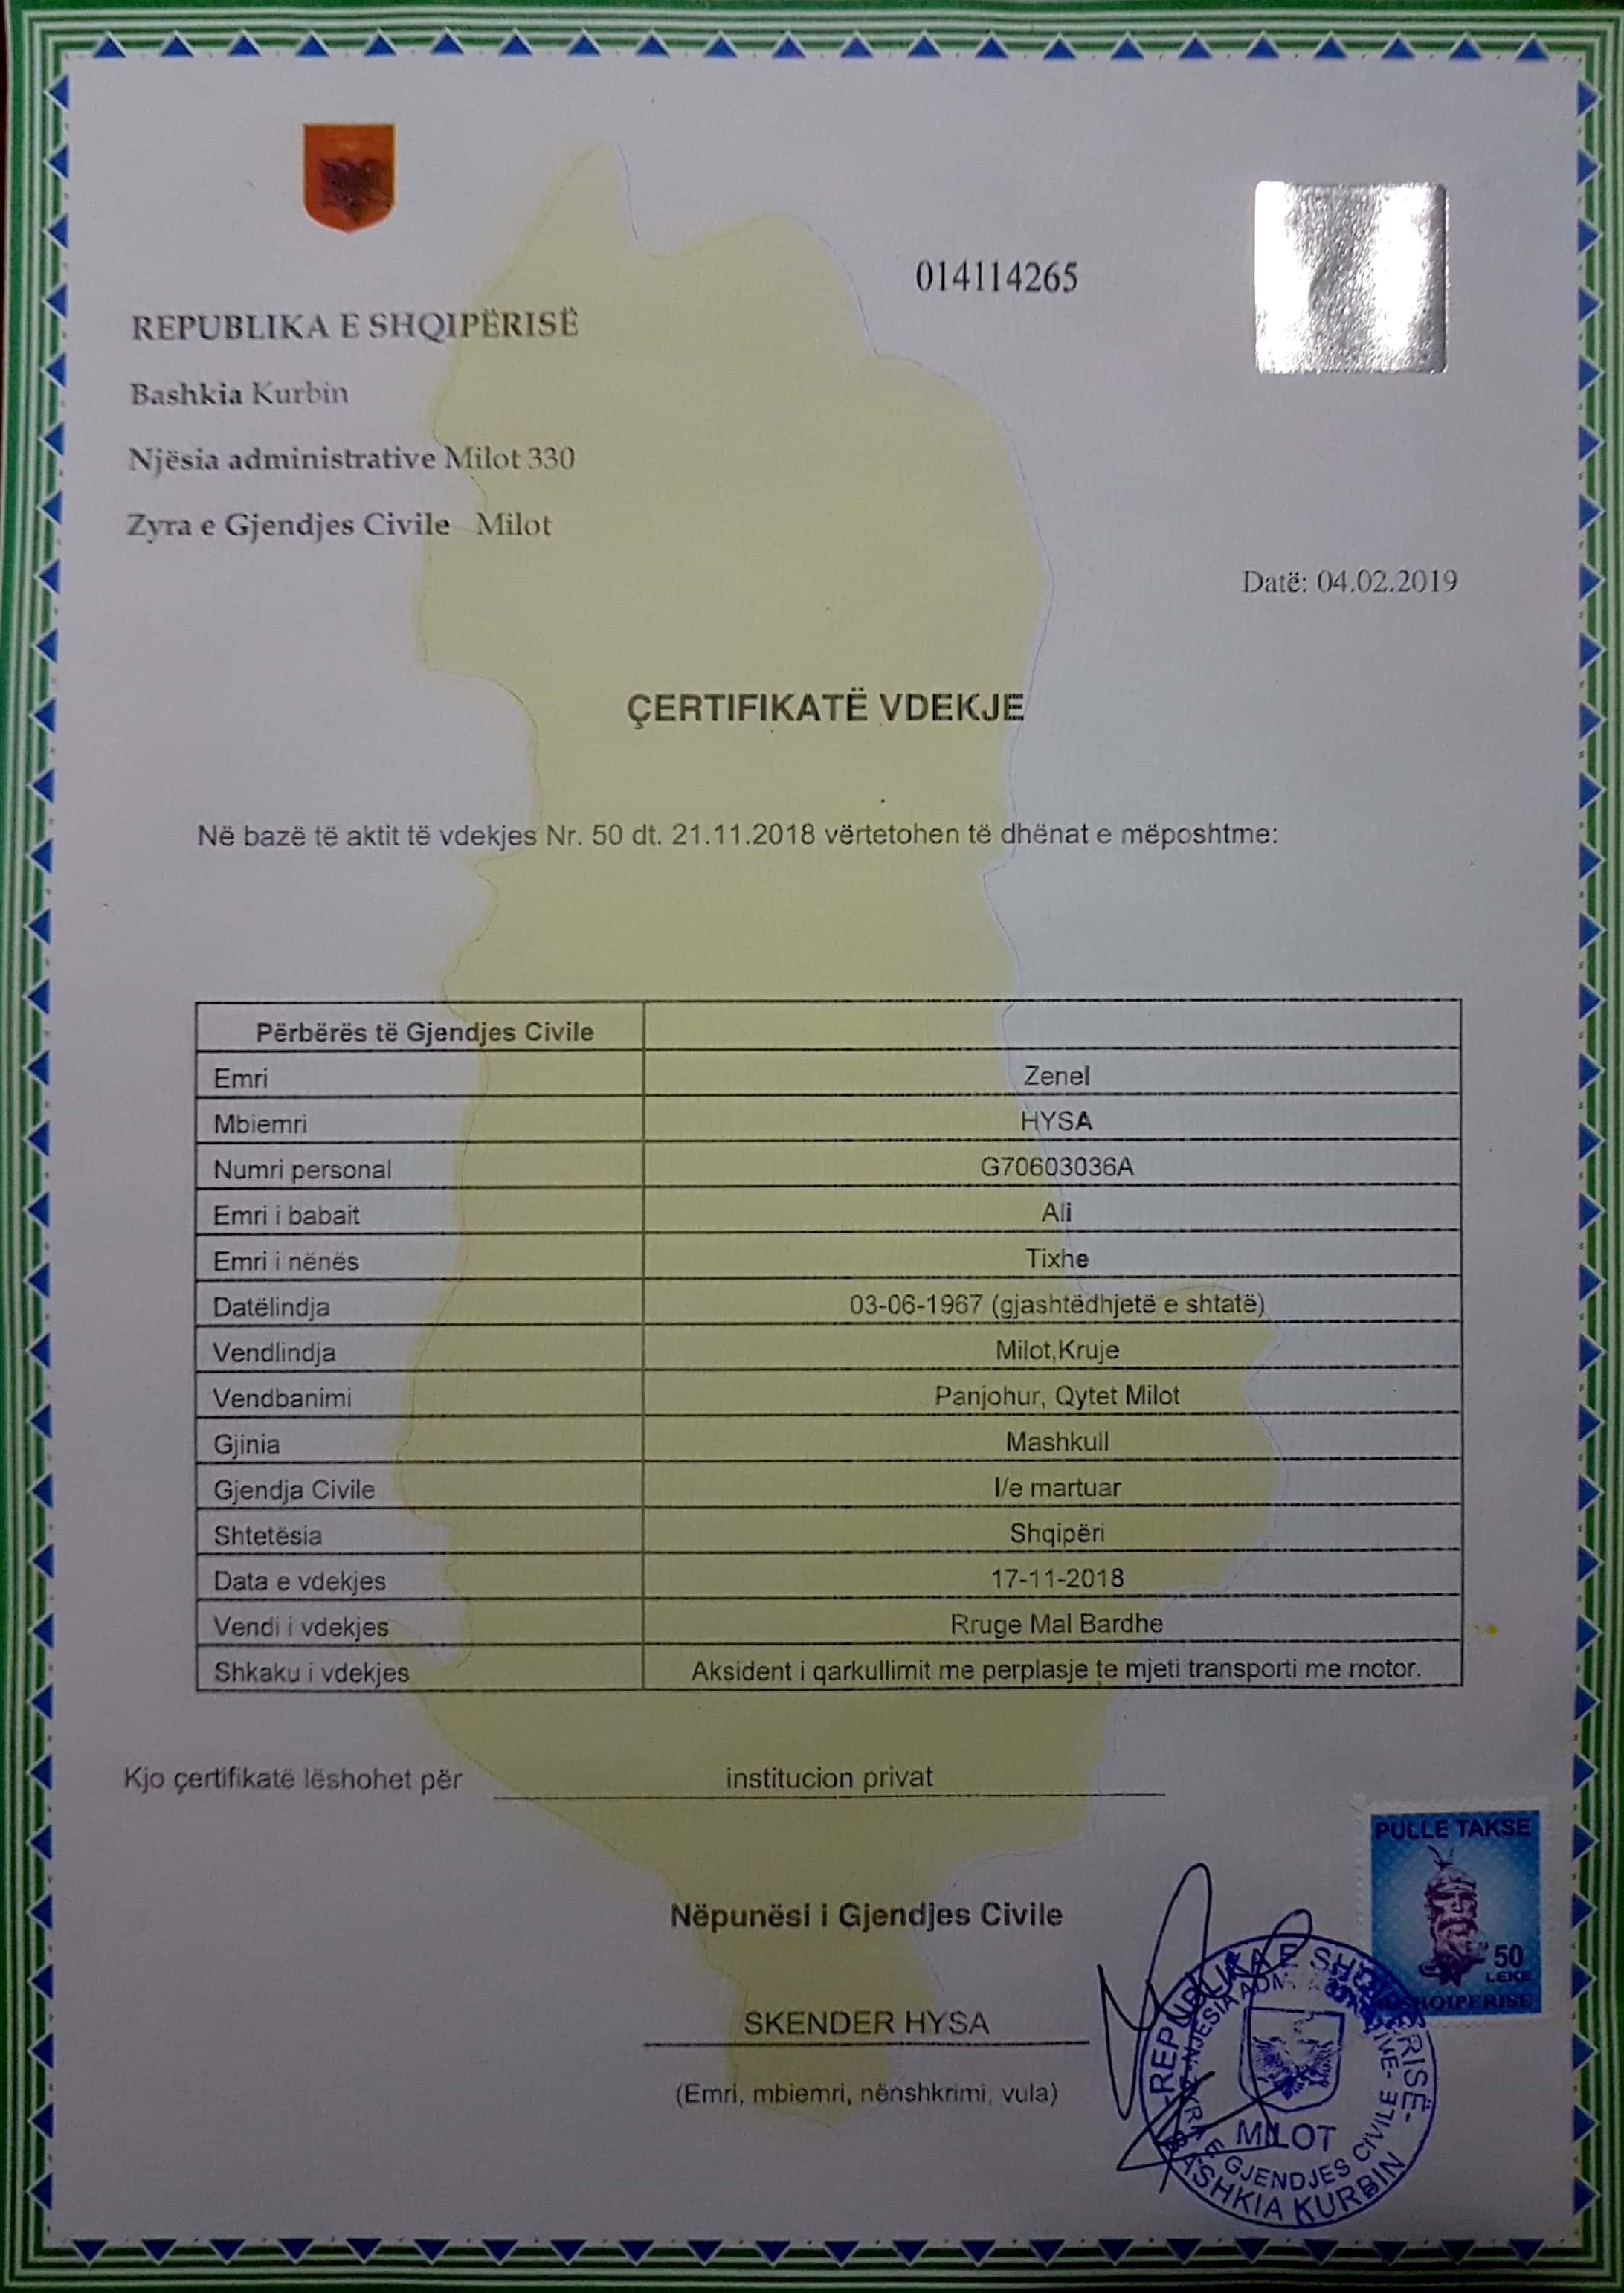 014114265
REPUBLIKA E SHQIPËRISË
Bashkia Kurbin
Njësia administrative Milot 330
Zyra e Gjendjes Civile Milot
Datë: 04.02.2019
ÇERTIFIKATË VDEKJE
Në bazë të aktit të vdekjes Nr. 50 dt. 21.11.2018 vërtetohen të dhënat e mëposhtme:
Përbërës të Gjendjes Civile
Emri Zenel
Mbiemri HYSA
Numri personal G70603036A
Emri i babait Ali
Emri i nënës Tixhe
Datëlindja 03-06-1967 (gjashtëdhjetë e shtatë)
Vendlindja Milot,Kruje
Vendbanimi Panjohur, Qytet Milot
Gjinia Mashkull
Gjendja Civile I/e martuar
Shtetësia Shqipëri
Data e vdekjes 17-11-2018
Vendi i vdekjes Rruge Mal Bardhe
Shkaku i vdekjes Aksident i qarkullimit me perplasje te mjeti transporti me motor.
Kjo çertifikatë lëshohet për institucion privat
PULLE TAKSE
50
LEKE
Nëpunësi i Gjendjes Civile
SKENDER HYSA
(Emri, mbiemri, nënshkrimi, vula)
-REPUBLIKA E SHQIPËRISË-
E GJENDJES CIVILE-
MILOT
BASHKIA KURBIN